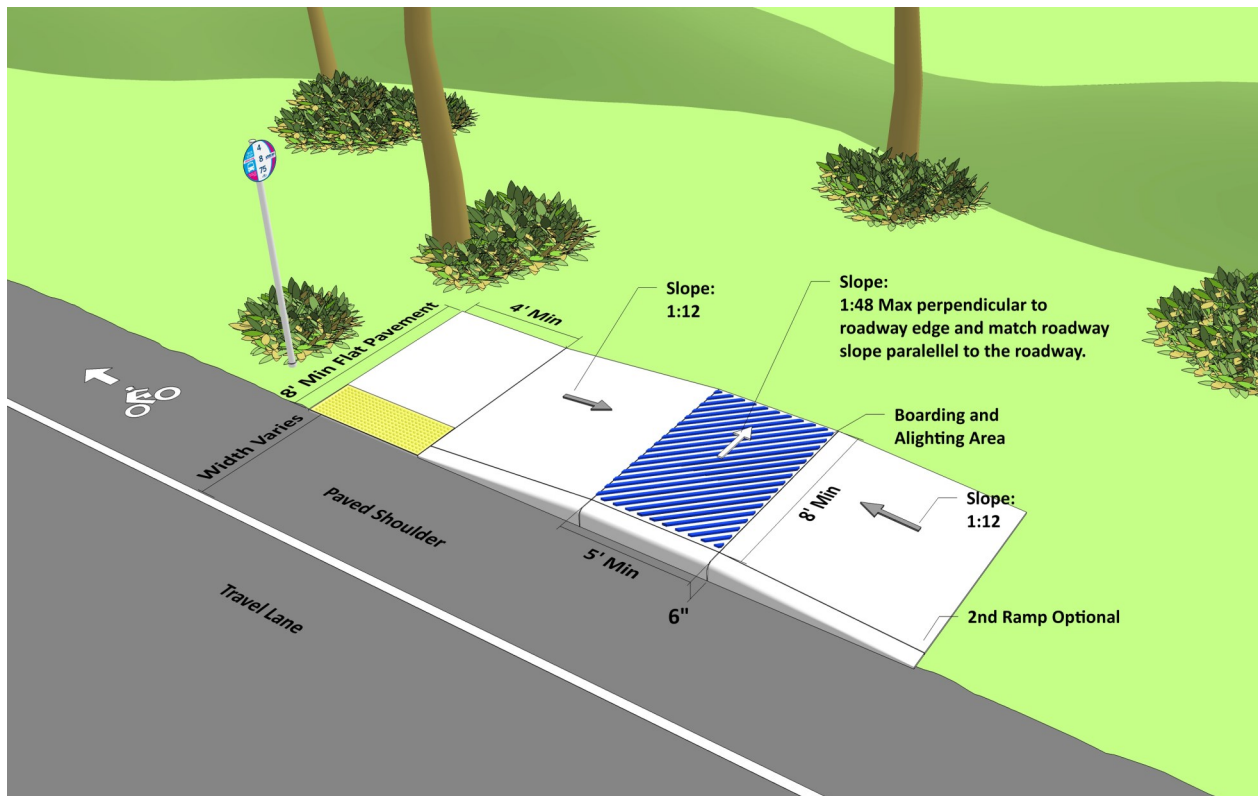 4
8
75
Slope:
1:12
4' Min
8' Min Flat Pavement
Slope:
1:48 Max perpendicular to
roadway edge and match roadway
slope paralellel to the roadway.
Boarding and
Alighting Area
Width Varies
Paved Shoulder
8' Min
Slope:
1:12
5' Min
6"
2nd Ramp Optional
Travel Lane